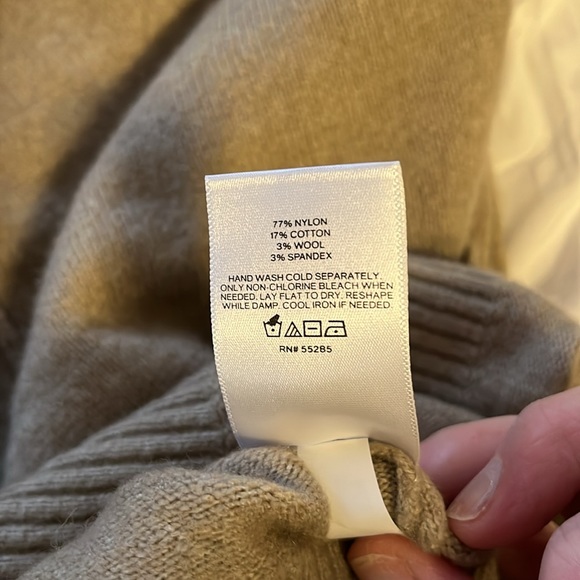 77% NYLON
17% COTTON
3% WOOL
3% SPANDEX
HAND WASH COLD SEPARATELY.
ONLY NON-CHLORINE BLEACH WHEN
NEEDED. LAY FLAT TO DRY. RESHAPE
WHILE DAMP. COOL IRON IF NEEDED.
RN# 55285